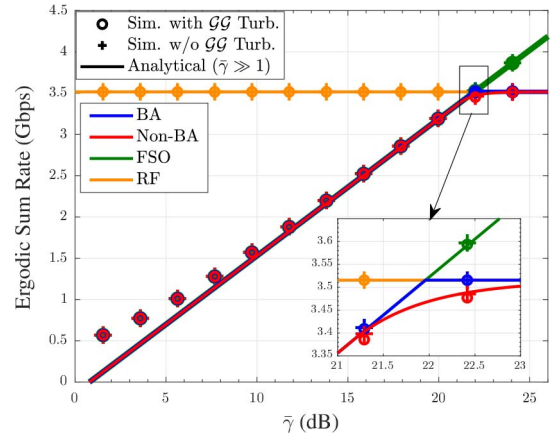 Sim. with 𝒢𝒢 Turb.
Sim. w/o 𝒢𝒢 Turb.
Analytical (γ̄ ≫ 1)
BA
Non-BA
FSO
RF
Ergodic Sum Rate (Gbps)
4.5
4
3.5
3
2.5
2
1.5
1
0.5
0
0 5 10 15 20 25
γ̄ (dB)
3.6
3.55
3.5
3.45
3.4
3.35
21 21.5 22 22.5 23